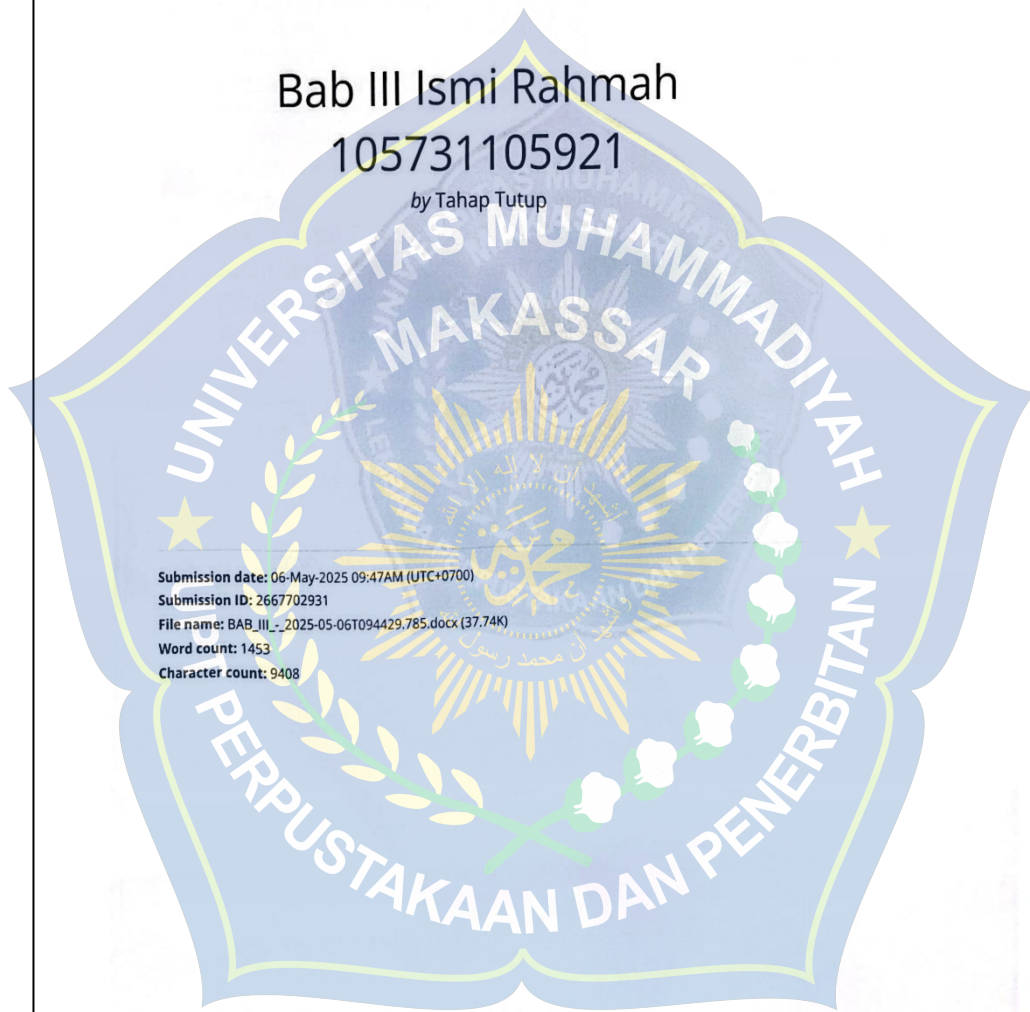 Bab III Ismi Rahmah
105731105921
by Tahap Tutup
UNIVERSITAS MUHAMMADIYAH
MAKASSAR
Submission date: 06-May-2025 09:47AM (UTC+0700)
Submission ID: 2667702931
File name: BAB_III_-_2025-05-06T094429.785.docx (37.74K)
Word count: 1453
Character count: 9408
UPT PERPUSTAKAAN DAN PENERBITAN